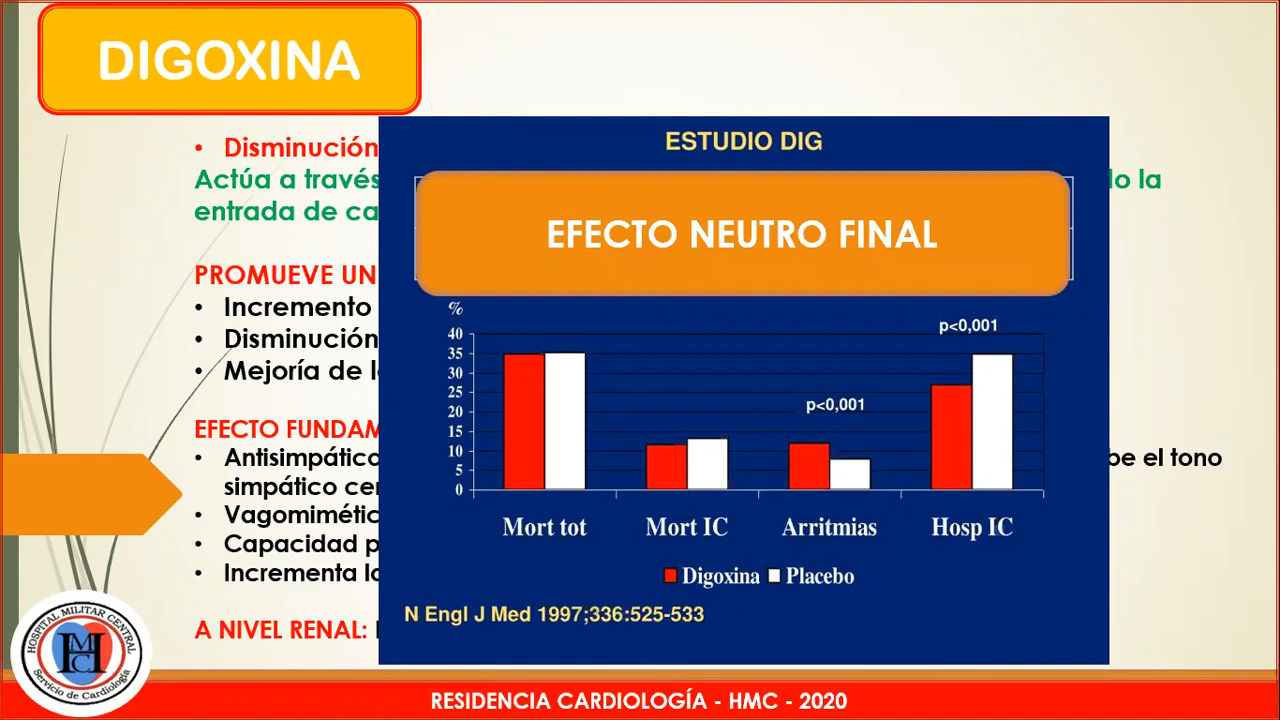 DIGOXINA
• Disminución
Actúa a través
do la
entrada de ca
PROMUEVE UN
• Incremento
• Disminución
• Mejoría de l
EFECTO FUNDAM
• Antisimpático
be el tono
simpático cen
• Vagomimétic
• Capacidad p
• Incrementa l
A NIVEL RENAL:
ESTUDIO DIG
EFECTO NEUTRO FINAL
%
40
35
30
25
20
15
10
5
0
p<0,001
p<0,001
Mort tot Mort IC Arritmias Hosp IC
Digoxina Placebo
N Engl J Med 1997;336:525-533
HOSPITAL MILITAR CENTRAL
HMC
Servicio de Cardiología
RESIDENCIA CARDIOLOGÍA - HMC - 2020